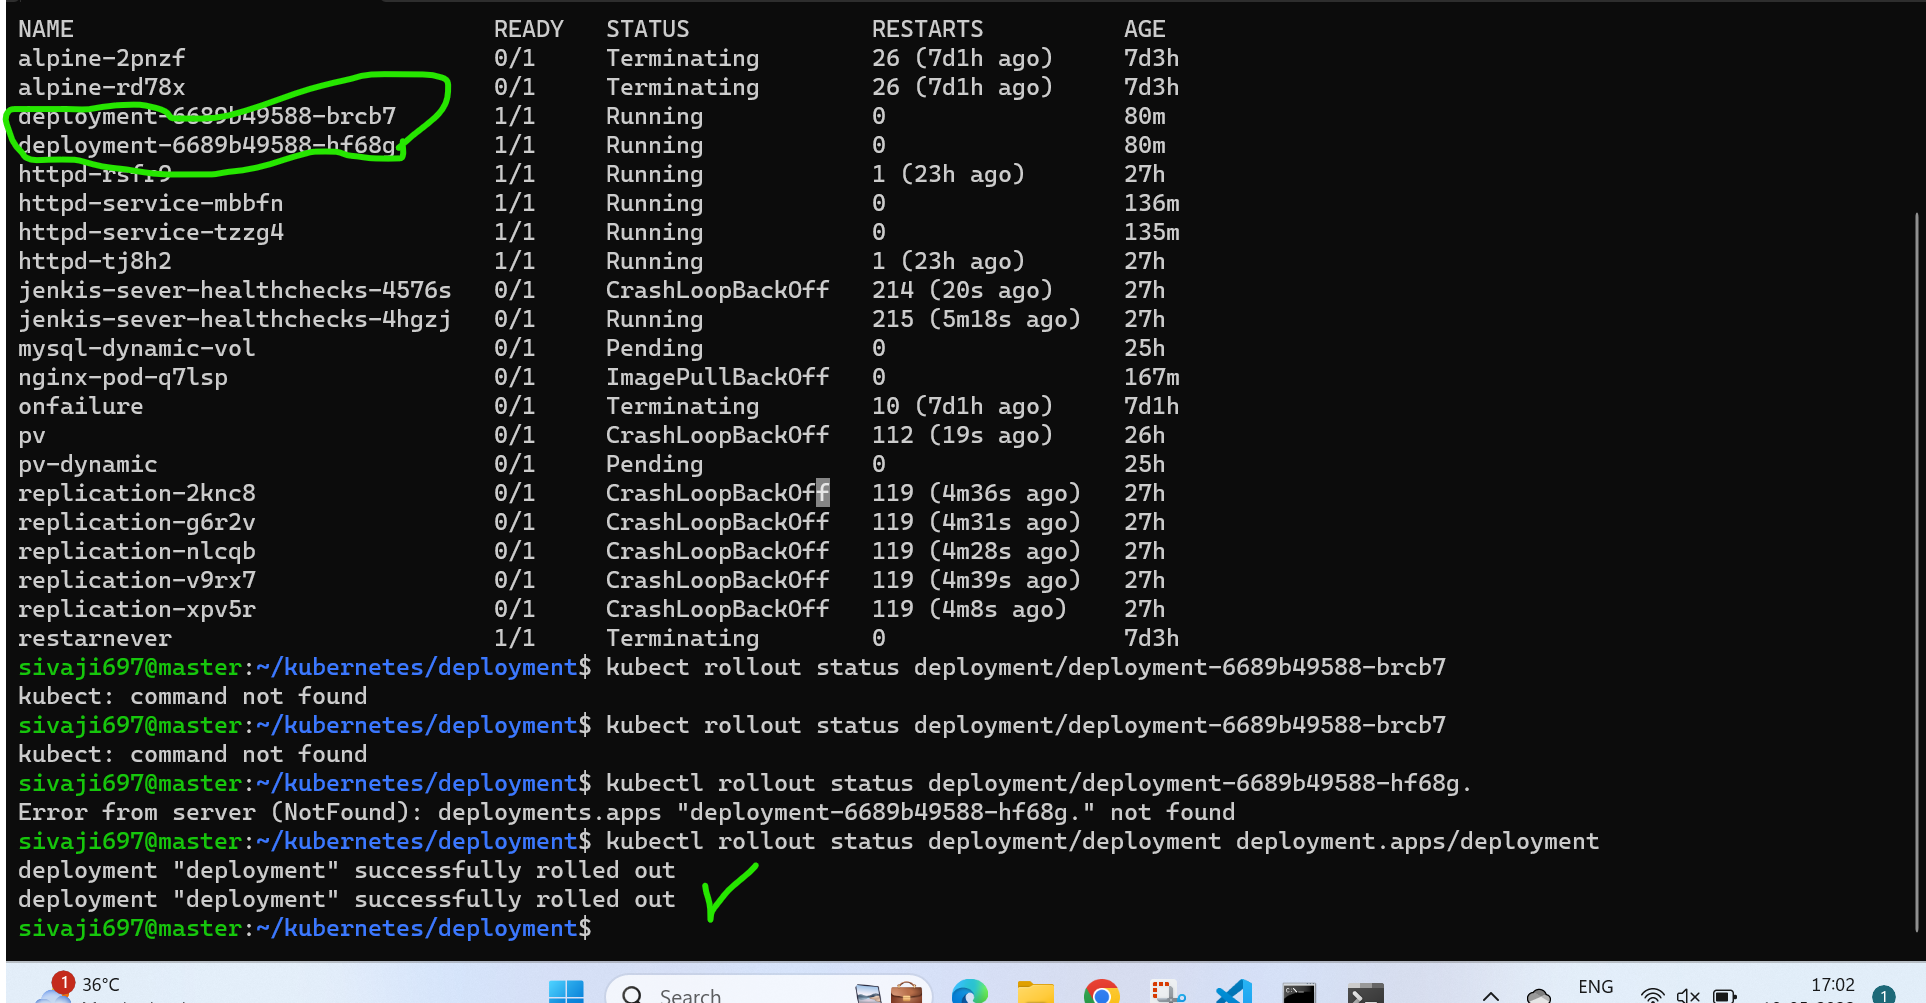 NAME READY STATUS RESTARTS AGE
alpine-2pnzf 0/1 Terminating 26 (7d1h ago) 7d3h
alpine-rd78x 0/1 Terminating 26 (7d1h ago) 7d3h
deployment-6689b49588-brcb7 1/1 Running 0 80m
deployment-6689b49588-hf68g 1/1 Running 0 80m
httpd-rsfr9 1/1 Running 1 (23h ago) 27h
httpd-service-mbbfn 1/1 Running 0 136m
httpd-service-tzzg4 1/1 Running 0 135m
httpd-tj8h2 1/1 Running 1 (23h ago) 27h
jenkis-sever-healthchecks-4576s 0/1 CrashLoopBackOff 214 (20s ago) 27h
jenkis-sever-healthchecks-4hgzj 0/1 Running 215 (5m18s ago) 27h
mysql-dynamic-vol 0/1 Pending 0 25h
nginx-pod-q7lsp 0/1 ImagePullBackOff 0 167m
onfailure 0/1 Terminating 10 (7d1h ago) 7d1h
pv 0/1 CrashLoopBackOff 112 (19s ago) 26h
pv-dynamic 0/1 Pending 0 25h
replication-2knc8 0/1 CrashLoopBackOff 119 (4m36s ago) 27h
replication-g6r2v 0/1 CrashLoopBackOff 119 (4m31s ago) 27h
replication-nlcqb 0/1 CrashLoopBackOff 119 (4m28s ago) 27h
replication-v9rx7 0/1 CrashLoopBackOff 119 (4m39s ago) 27h
replication-xpv5r 0/1 CrashLoopBackOff 119 (4m8s ago) 27h
restarnever 1/1 Terminating 0 7d3h
sivaji697@master:~/kubernetes/deployment$ kubect rollout status deployment/deployment-6689b49588-brcb7
kubect: command not found
sivaji697@master:~/kubernetes/deployment$ kubect rollout status deployment/deployment-6689b49588-brcb7
kubect: command not found
sivaji697@master:~/kubernetes/deployment$ kubectl rollout status deployment/deployment-6689b49588-hf68g.
Error from server (NotFound): deployments.apps "deployment-6689b49588-hf68g." not found
sivaji697@master:~/kubernetes/deployment$ kubectl rollout status deployment/deployment deployment.apps/deployment
deployment "deployment" successfully rolled out
deployment "deployment" successfully rolled out
sivaji697@master:~/kubernetes/deployment$
1 36°C
Search
ENG
17:02
1